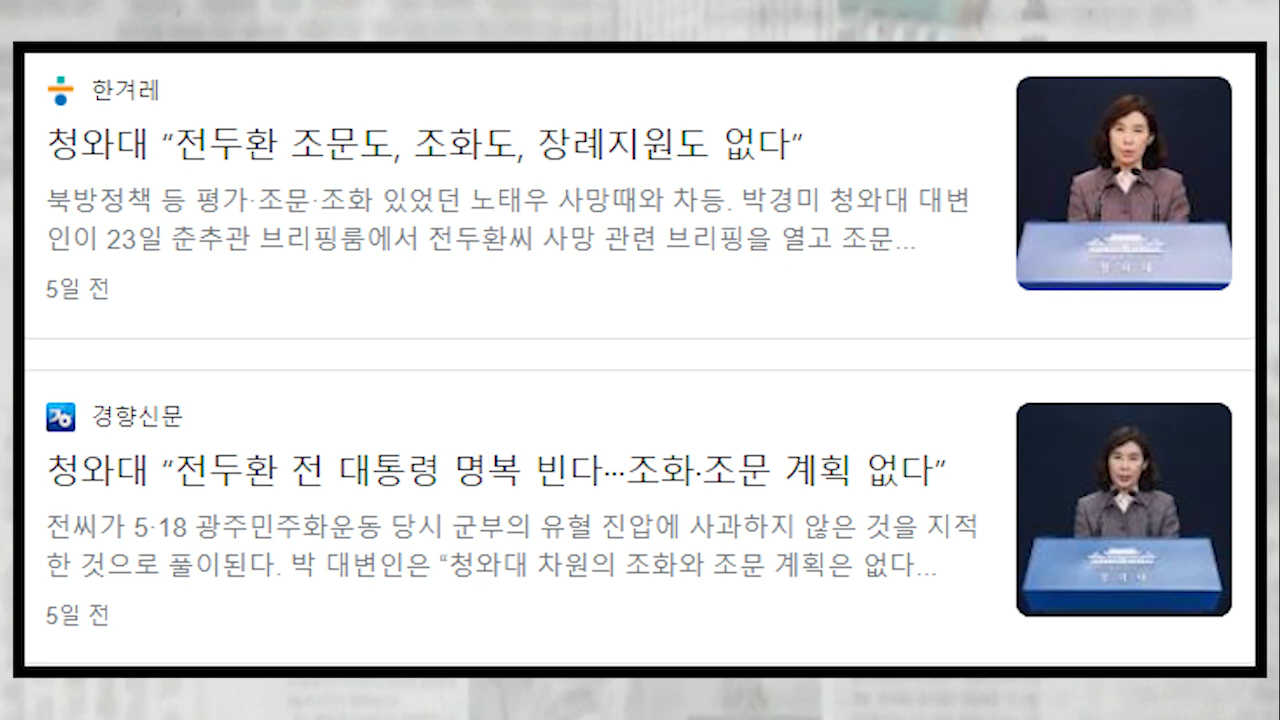 한겨레
청와대 “전두환 조문도, 조화도, 장례지원도 없다”
북방정책 등 평가·조문·조화 있었던 노태우 사망때와 차등. 박경미 청와대 대변
인이 23일 춘추관 브리핑룸에서 전두환씨 사망 관련 브리핑을 열고 조문...
5일 전
경향신문
청와대 “전두환 전 대통령 명복 빈다…조화·조문 계획 없다”
전씨가 5·18 광주민주화운동 당시 군부의 유혈 진압에 사과하지 않은 것을 지적
한 것으로 풀이된다. 박 대변인은 “청와대 차원의 조화와 조문 계획은 없다...
5일 전